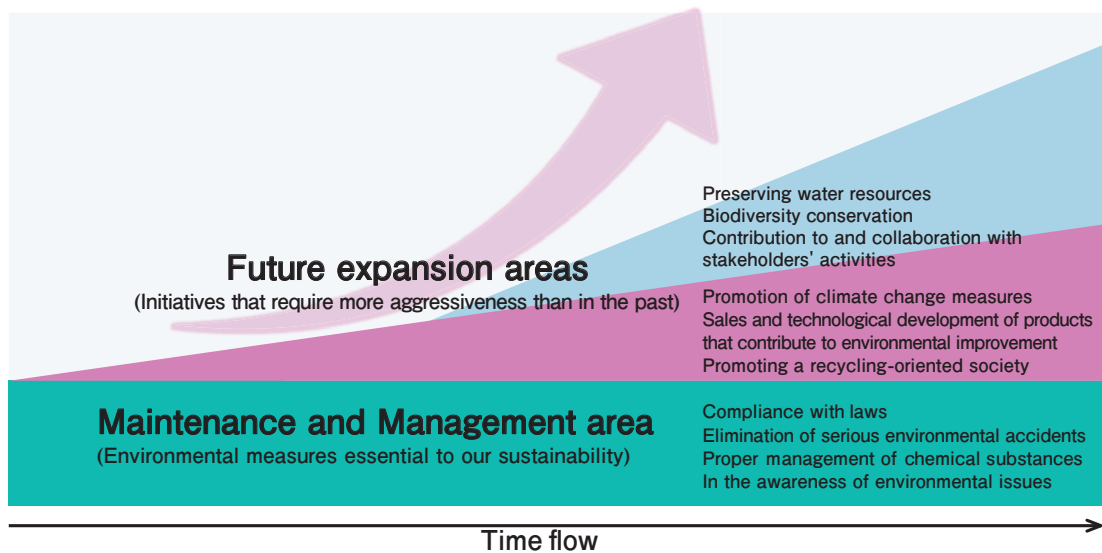 Preserving water resources
Biodiversity conservation
Contribution to and collaboration with
stakeholders’ activities
Future expansion areas
(Initiatives that require more aggressiveness than in the past)
Promotion of climate change measures
Sales and technological development of products
that contribute to environmental improvement
Promoting a recycling-oriented society
Maintenance and Management area
(Environmental measures essential to our sustainability)
Compliance with laws
Elimination of serious environmental accidents
Proper management of chemical substances
In the awareness of environmental issues
Time flow